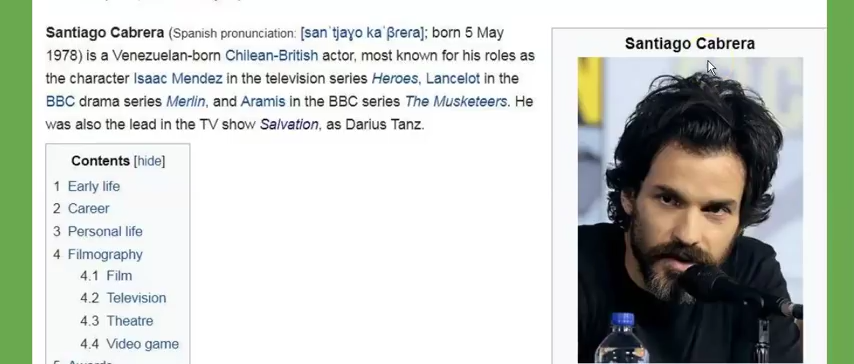 Santiago Cabrera (Spanish pronunciation: [sanˈtjaɣo kaˈβrera]; born 5 May
1978) is a Venezuelan-born Chilean-British actor, most known for his roles as
the character Isaac Mendez in the television series Heroes, Lancelot in the
BBC drama series Merlin, and Aramis in the BBC series The Musketeers. He
was also the lead in the TV show Salvation, as Darius Tanz.
Contents [hide]
1 Early life
2 Career
3 Personal life
4 Filmography
4.1 Film
4.2 Television
4.3 Theatre
4.4 Video game
Santiago Cabrera